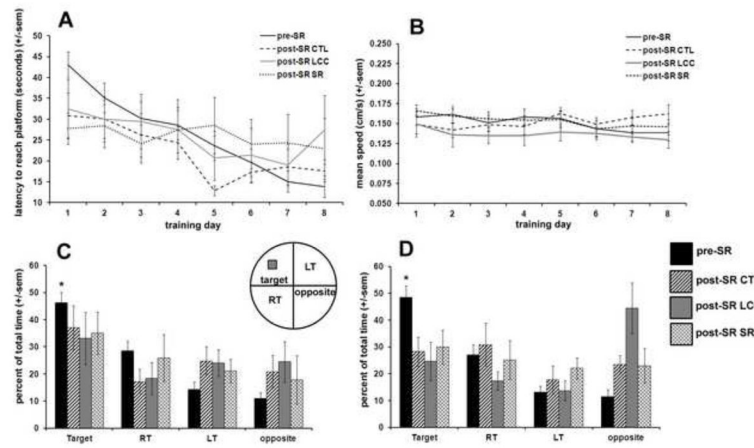 A
pre-SR
post-SR CTL
post-SR LCC
post-SR SR
latency to reach platform (seconds) (+/-sem)
50
45
40
35
30
25
20
15
10
1 2 3 4 5 6 7 8
training day
B
pre-SR
post-SR CTL
post-SR LCC
post-SR SR
mean speed (cm/s) (+/-sem)
0.250
0.225
0.200
0.175
0.150
0.125
0.100
0.075
0.050
1 2 3 4 5 6 7 8
training day
C
percent of total time (+/-sem)
60
50
40
30
20
10
0
*
Target RT LT opposite
target LT
RT opposite
D
percent of total time (+/-sem)
60
50
40
30
20
10
0
*
Target RT LT opposite
pre-SR
post-SR CT
post-SR LC
post-SR SR